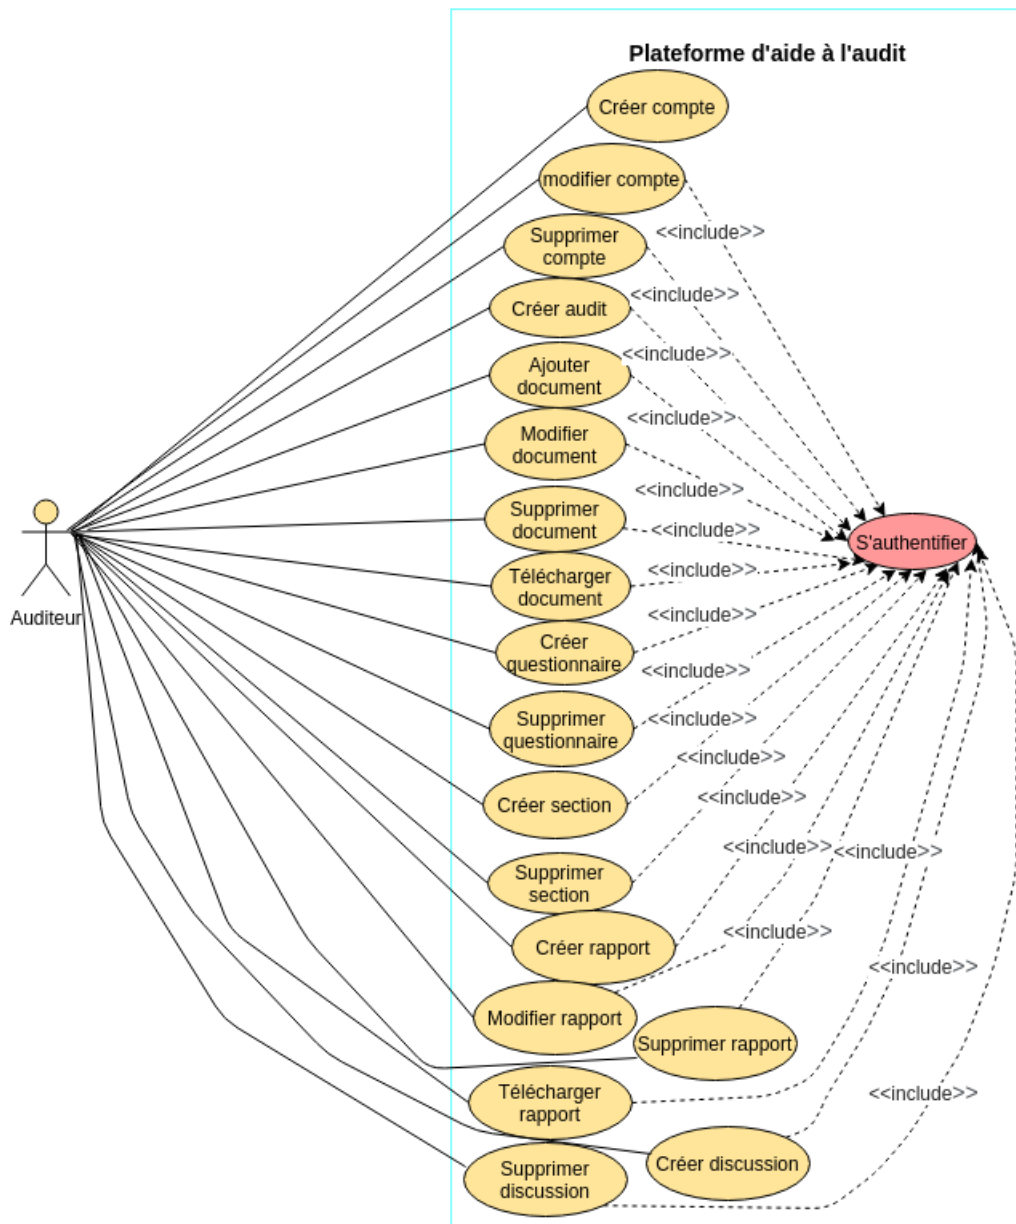 Plateforme d'aide à l'audit
Créer compte
modifier compte
<<include>>
Supprimer
compte
<<include>>
Créer audit
<<include>>
Ajouter
document
<<include>>
Modifier
document
<<include>>
Supprimer
document
<<include>>
S'authentifier
Télécharger
document
<<include>>
Auditeur
<<include>>
Créer
questionnaire
<<include>>
Supprimer
questionnaire
<<include>>
<<include>>
Créer section
<<include>>
<<include>>
<<include>>
Supprimer
section
<<include>>
Créer rapport
<<include>>
Modifier rapport
Supprimer rapport
<<include>>
Télécharger
rapport
Créer discussion
Supprimer
discussion